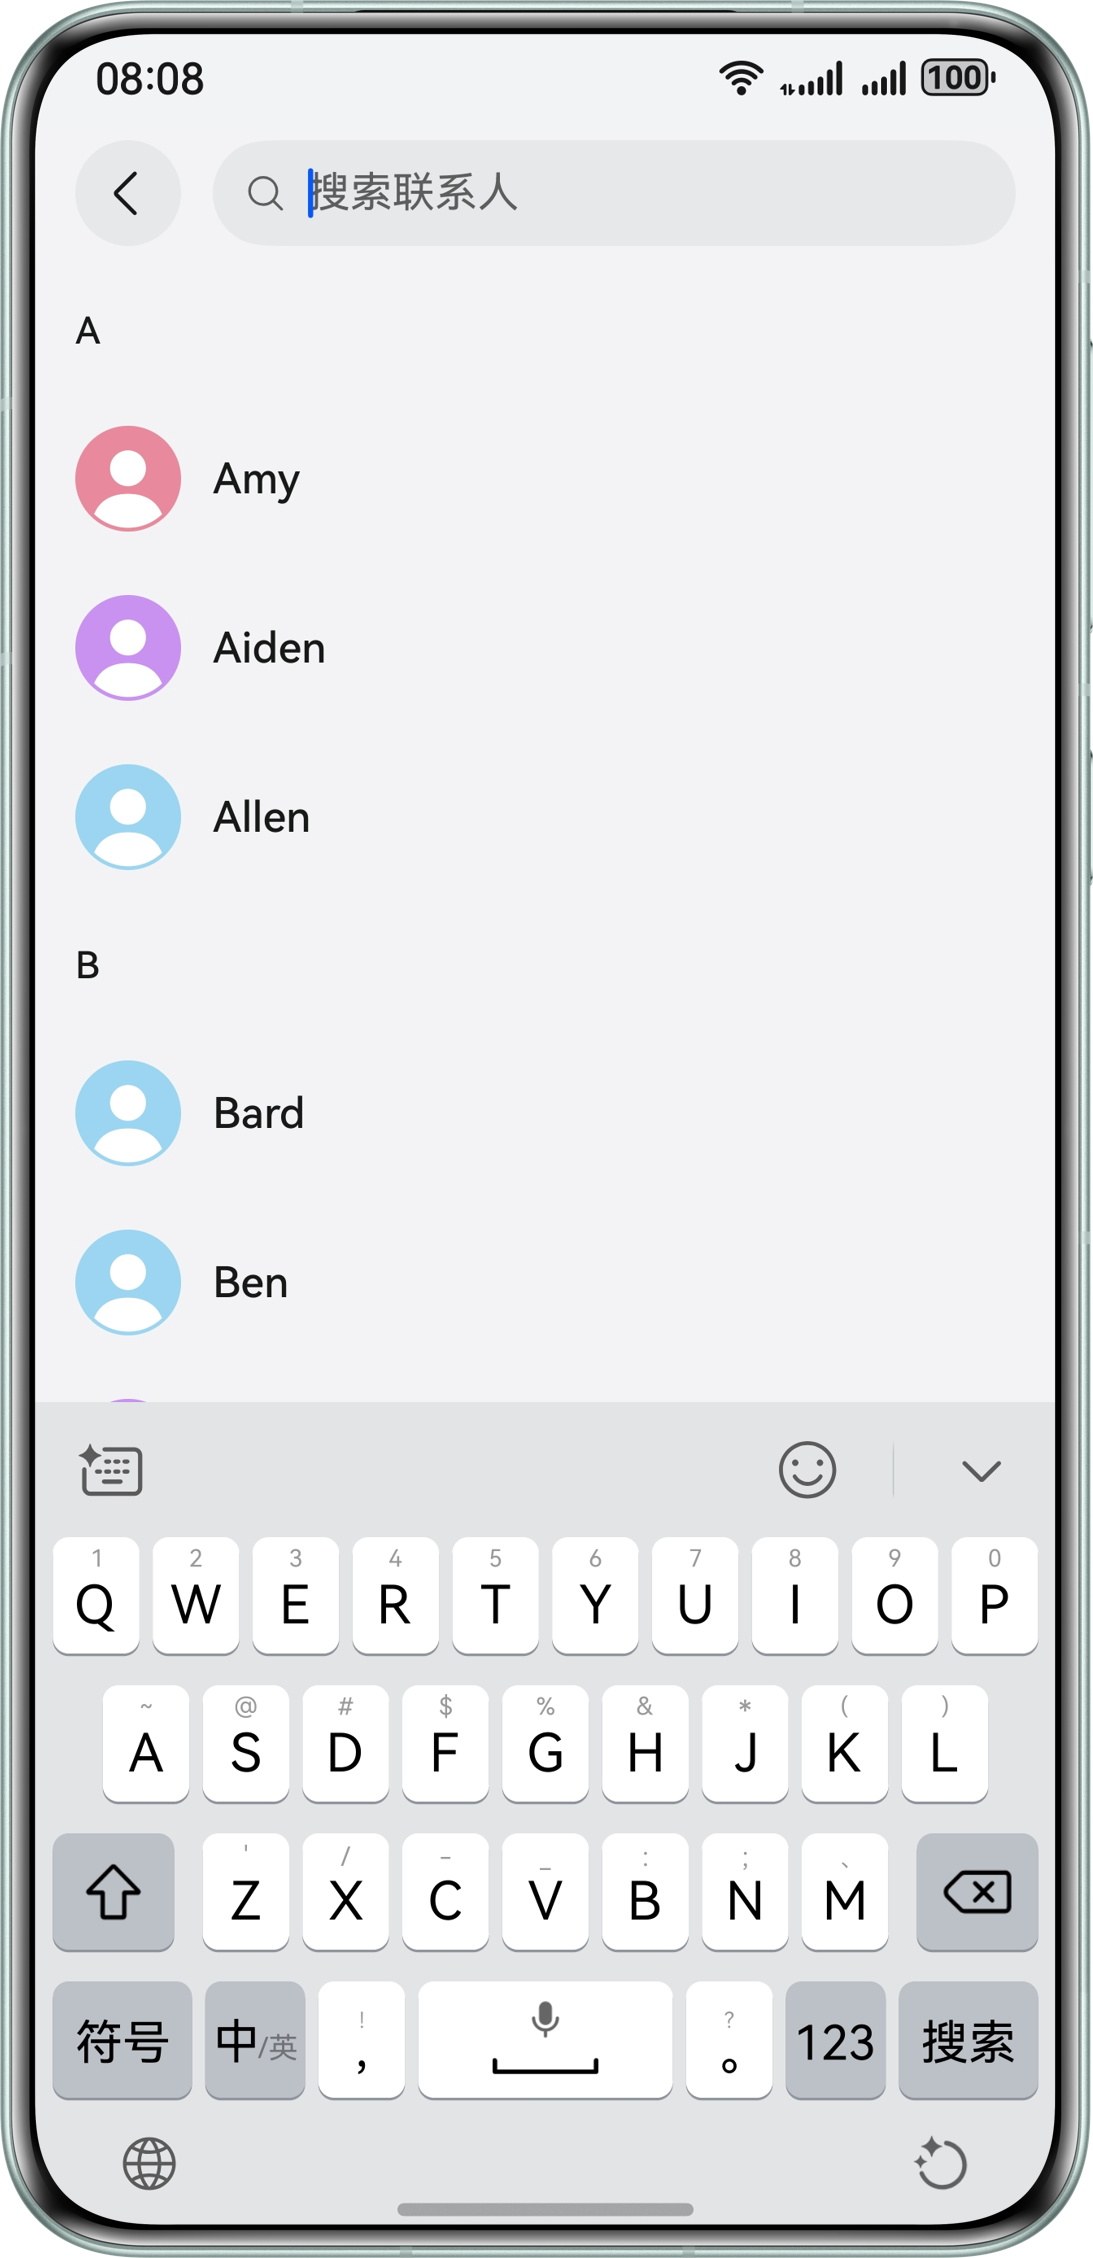 08:08 100
搜索联系人
A
Amy
Aiden
Allen
B
Bard
Ben
1 2 3 4 5 6 7 8 9 0
Q W E R T Y U I O P
~ @ # $ % & * ( )
A S D F G H J K L
' / - _ : ; 、
Z X C V B N M
! ?
符号 中/英 , 。 123 搜索